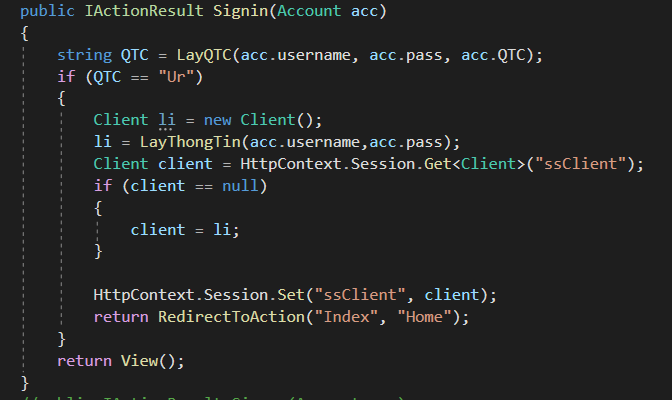 public IActionResult Signin(Account acc)
{
string QTC = LayQTC(acc.username, acc.pass, acc.QTC);
if (QTC == "Ur")
{
Client li = new Client();
li = LayThongTin(acc.username,acc.pass);
Client client = HttpContext.Session.Get<Client>("ssClient");
if (client == null)
{
client = li;
}
HttpContext.Session.Set("ssClient", client);
return RedirectToAction("Index", "Home");
}
return View();
}